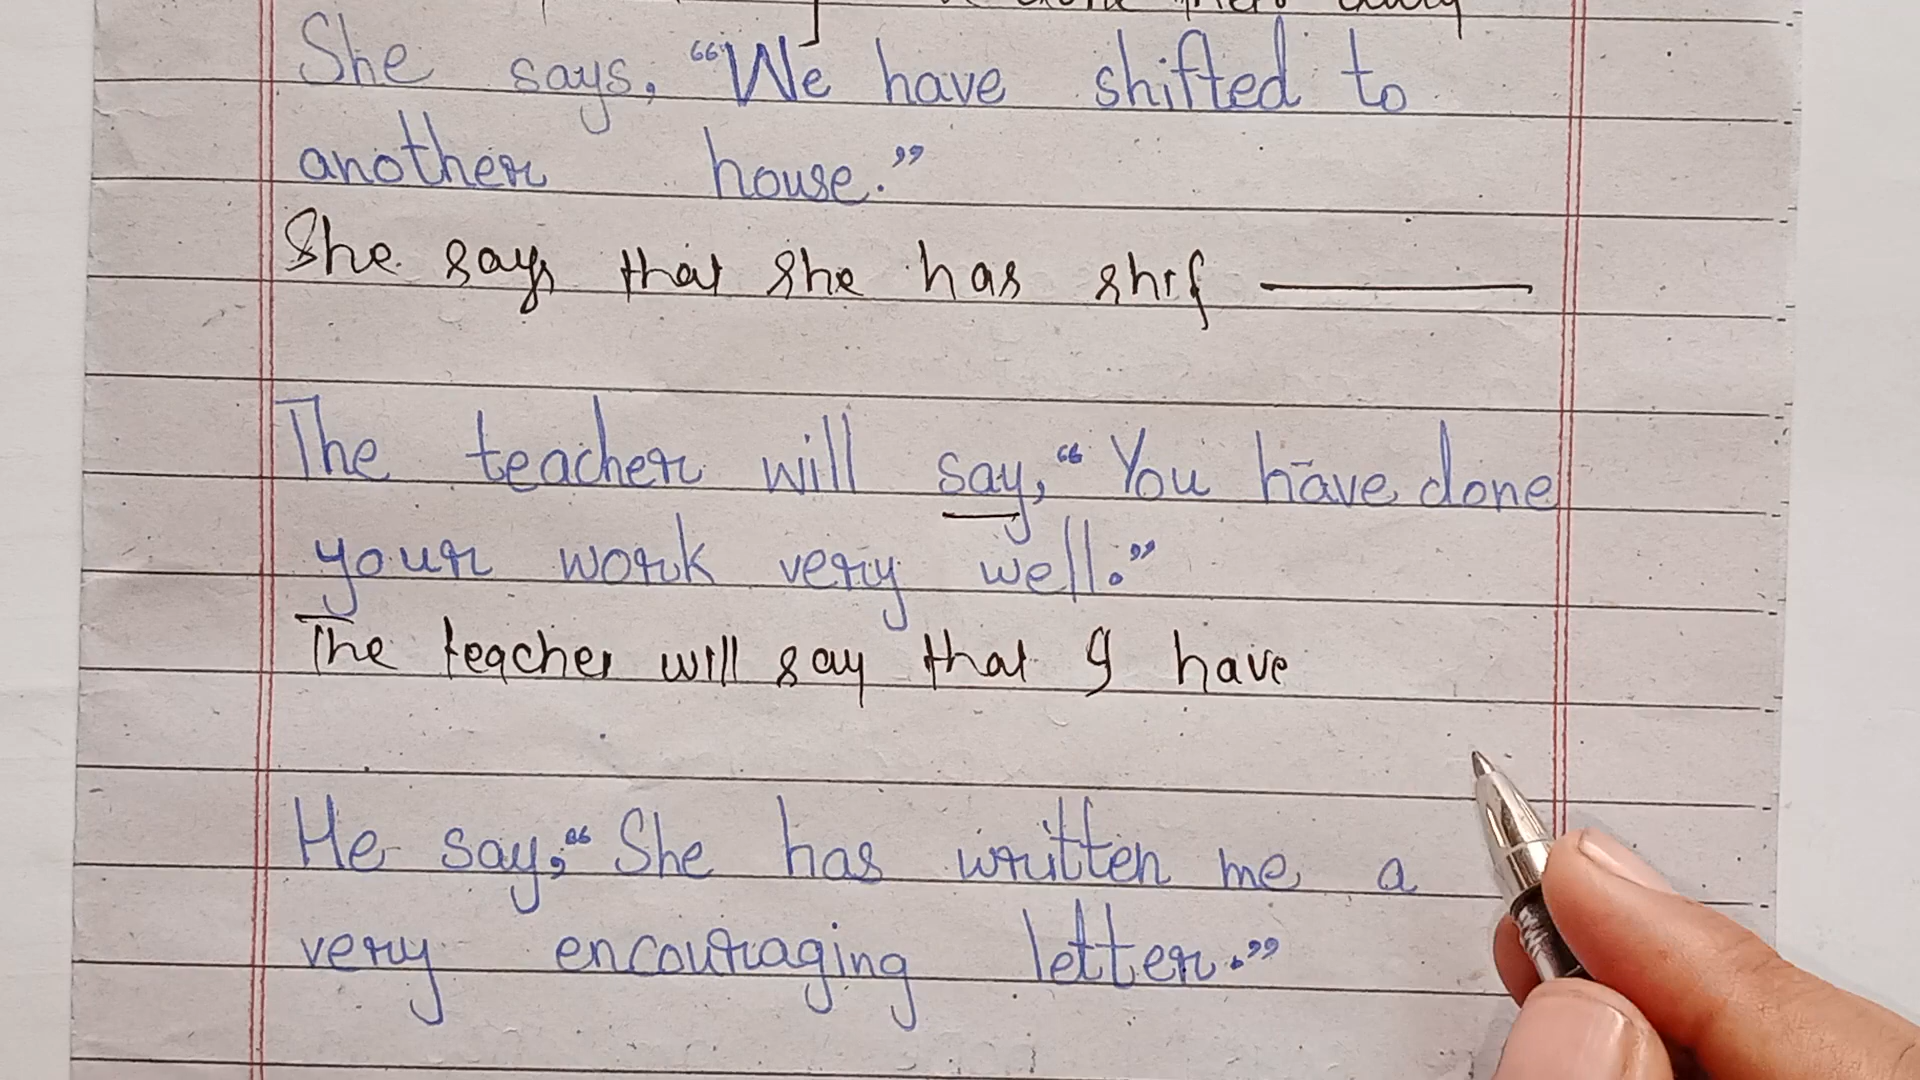 She says, "We have shifted to
another house."
She says that she has shif
The teacher will say, "You have done
your work very well."
The teacher will say that I have
He says, "She has written me a
very encouraging letter."